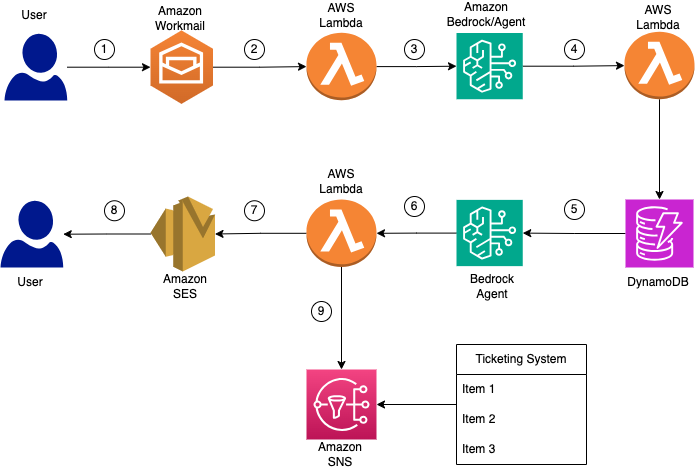 User
Amazon
Workmail
AWS
Lambda
Amazon
Bedrock/Agent
AWS
Lambda
1
2
3
4
AWS
Lambda
8
7
6
5
User
Amazon
SES
Bedrock
Agent
DynamoDB
9
Ticketing System
Item 1
Item 2
Item 3
Amazon
SNS